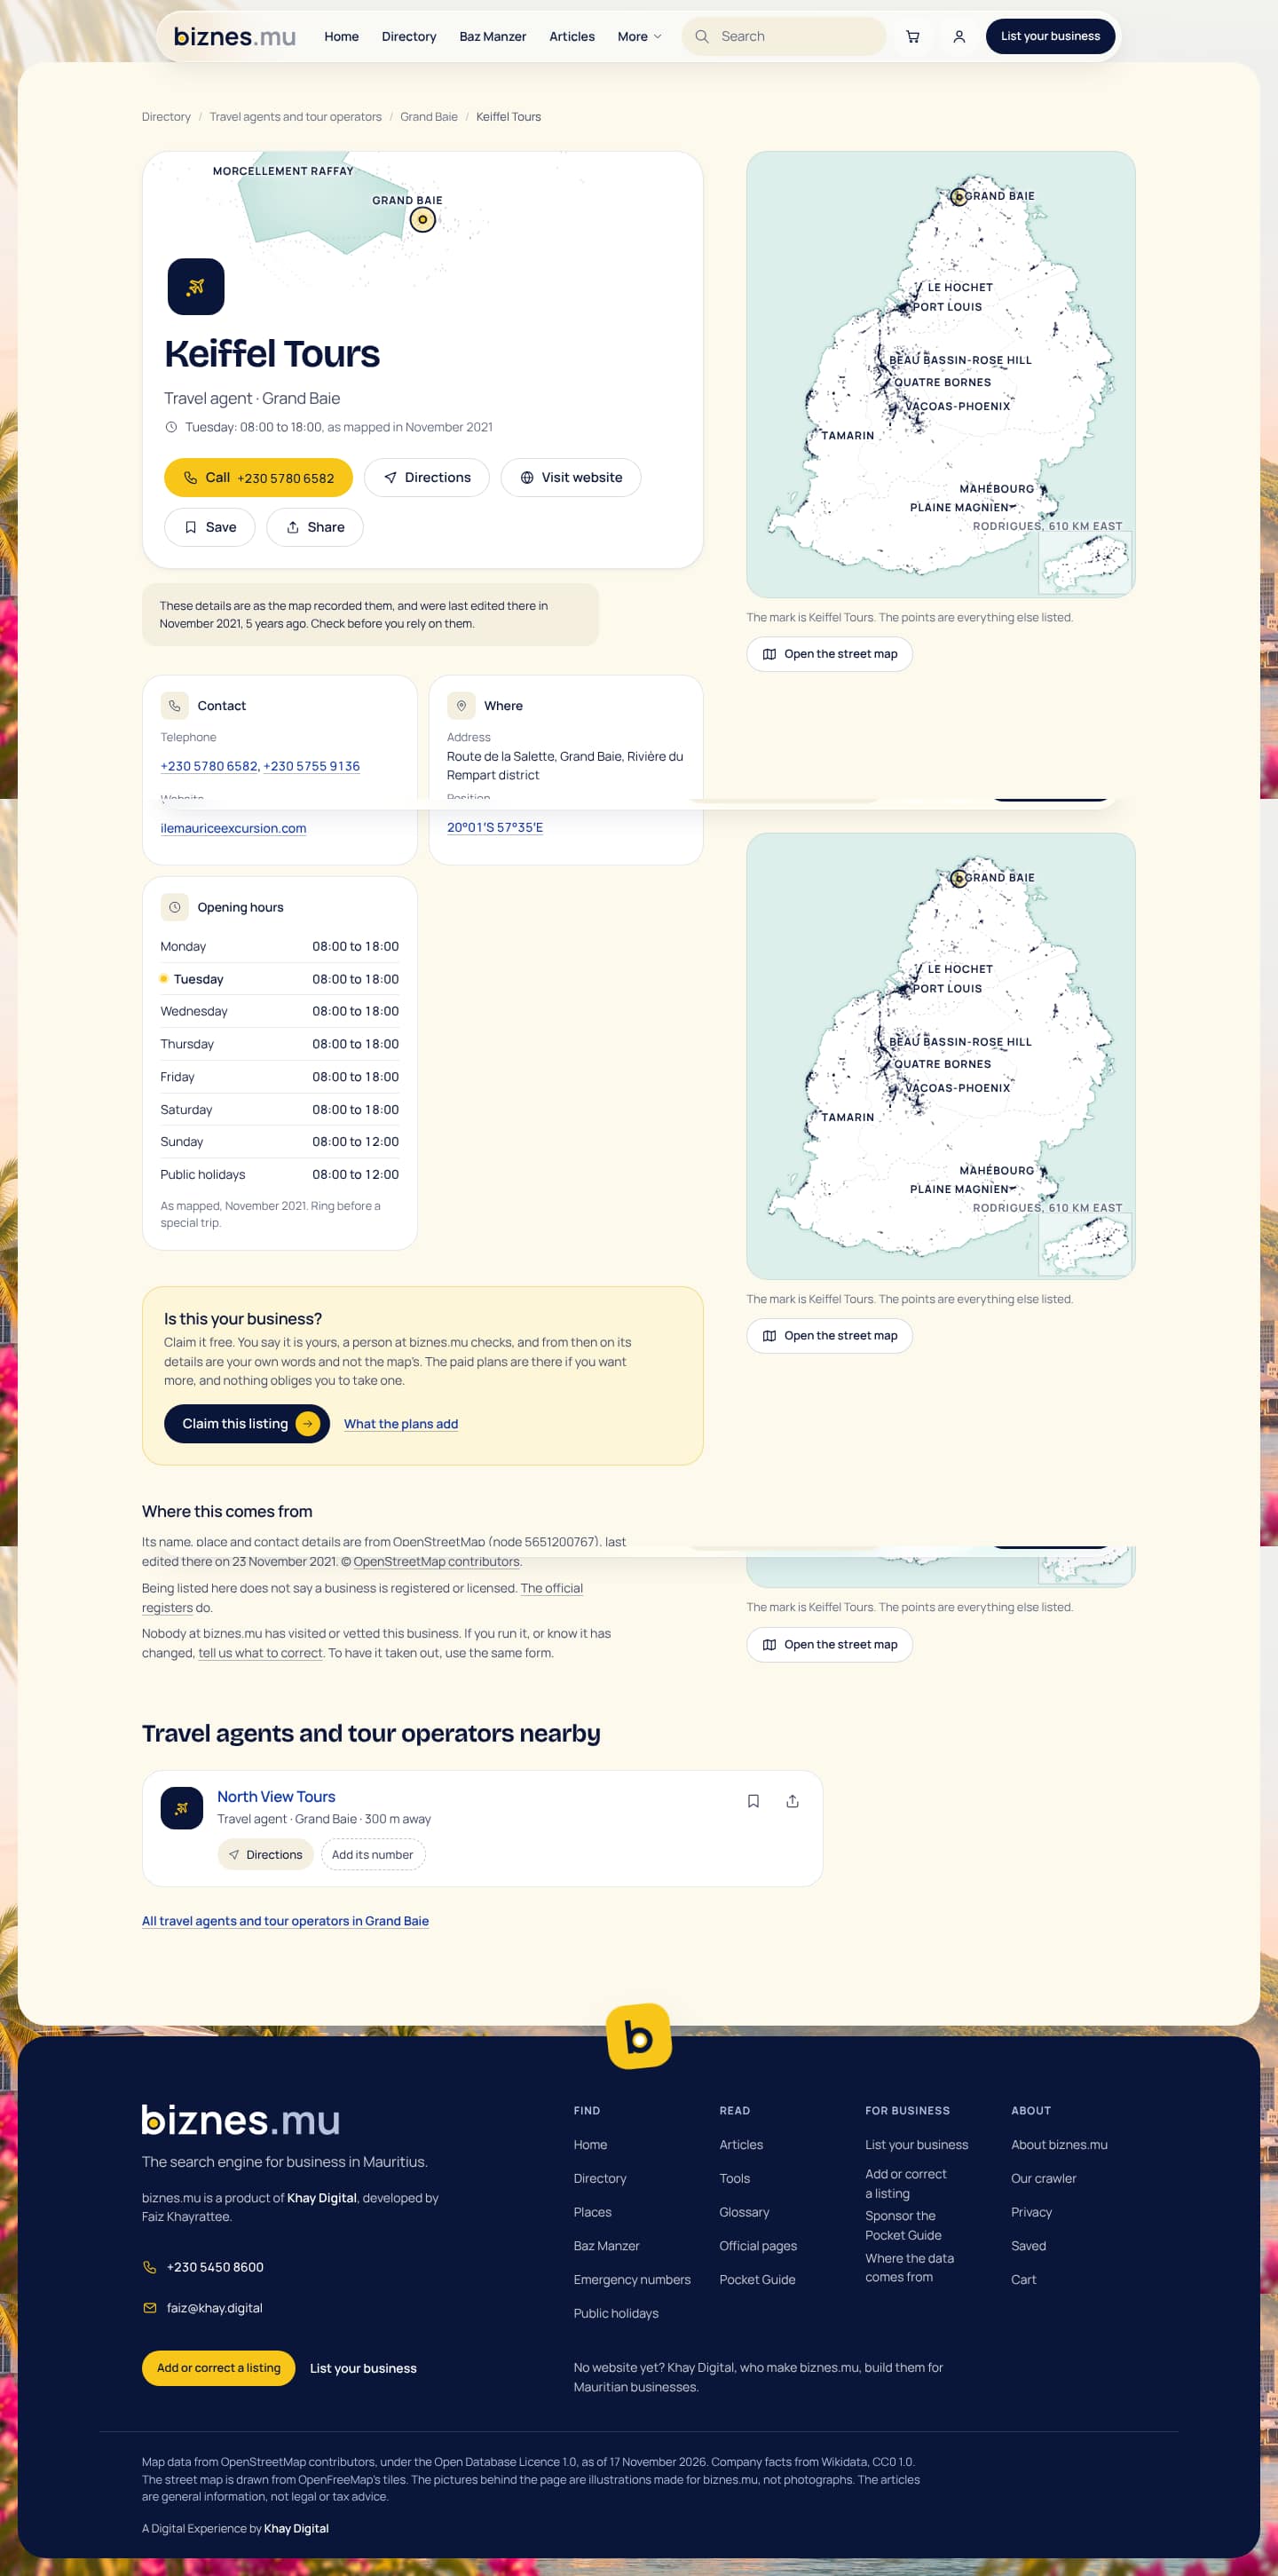 biznes.mu
Home
Directory
Baz Manzer
Articles
More
Search
List your business
Directory / Travel agents and tour operators / Grand Baie / Keiffel Tours
MORCELLEMENT RAFFAY
GRAND BAIE
Keiffel Tours
Travel agent · Grand Baie
Tuesday: 08:00 to 18:00, as mapped in November 2021
Call +230 5780 6582
Directions
Visit website
Save
Share
These details are as the map recorded them, and were last edited there in
November 2021, 5 years ago. Check before you rely on them.
GRAND BAIE
LE HOCHET
PORT LOUIS
BEAU BASSIN-ROSE HILL
QUATRE BORNES
VACOAS-PHOENIX
TAMARIN
MAHÉBOURG
PLAINE MAGNIEN
RODRIGUES, 610 KM EAST
The mark is Keiffel Tours. The points are everything else listed.
Open the street map
Contact
Telephone
+230 5780 6582, +230 5755 9136
Website
ilemauriceexcursion.com
Where
Address
Route de la Salette, Grand Baie, Rivière du
Rempart district
Position
20°01′S 57°35′E
Opening hours
Monday 08:00 to 18:00
Tuesday 08:00 to 18:00
Wednesday 08:00 to 18:00
Thursday 08:00 to 18:00
Friday 08:00 to 18:00
Saturday 08:00 to 18:00
Sunday 08:00 to 12:00
Public holidays 08:00 to 12:00
As mapped, November 2021. Ring before a
special trip.
GRAND BAIE
LE HOCHET
PORT LOUIS
BEAU BASSIN-ROSE HILL
QUATRE BORNES
VACOAS-PHOENIX
TAMARIN
MAHÉBOURG
PLAINE MAGNIEN
RODRIGUES, 610 KM EAST
The mark is Keiffel Tours. The points are everything else listed.
Open the street map
Is this your business?
Claim it free. You say it is yours, a person at biznes.mu checks, and from then on its
details are your own words and not the map's. The paid plans are there if you want
more, and nothing obliges you to take one.
Claim this listing
What the plans add
Where this comes from
Its name, place and contact details are from OpenStreetMap (node 5651200767), last
edited there on 23 November 2021. © OpenStreetMap contributors.
Being listed here does not say a business is registered or licensed. The official
registers do.
Nobody at biznes.mu has visited or vetted this business. If you run it, or know it has
changed, tell us what to correct. To have it taken out, use the same form.
The mark is Keiffel Tours. The points are everything else listed.
Open the street map
Travel agents and tour operators nearby
North View Tours
Travel agent · Grand Baie · 300 m away
Directions
Add its number
All travel agents and tour operators in Grand Baie
b
biznes.mu
The search engine for business in Mauritius.
biznes.mu is a product of Khay Digital, developed by
Faiz Khayrattee.
+230 5450 8600
faiz@khay.digital
Add or correct a listing
List your business
FIND
Home
Directory
Places
Baz Manzer
Emergency numbers
Public holidays
READ
Articles
Tools
Glossary
Official pages
Pocket Guide
FOR BUSINESS
List your business
Add or correct
a listing
Sponsor the
Pocket Guide
Where the data
comes from
ABOUT
About biznes.mu
Our crawler
Privacy
Saved
Cart
No website yet? Khay Digital, who make biznes.mu, build them for
Mauritian businesses.
Map data from OpenStreetMap contributors, under the Open Database Licence 1.0, as of 17 November 2026. Company facts from Wikidata, CC0 1.0.
The street map is drawn from OpenFreeMap's tiles. The pictures behind the page are illustrations made for biznes.mu, not photographs. The articles
are general information, not legal or tax advice.
A Digital Experience by Khay Digital